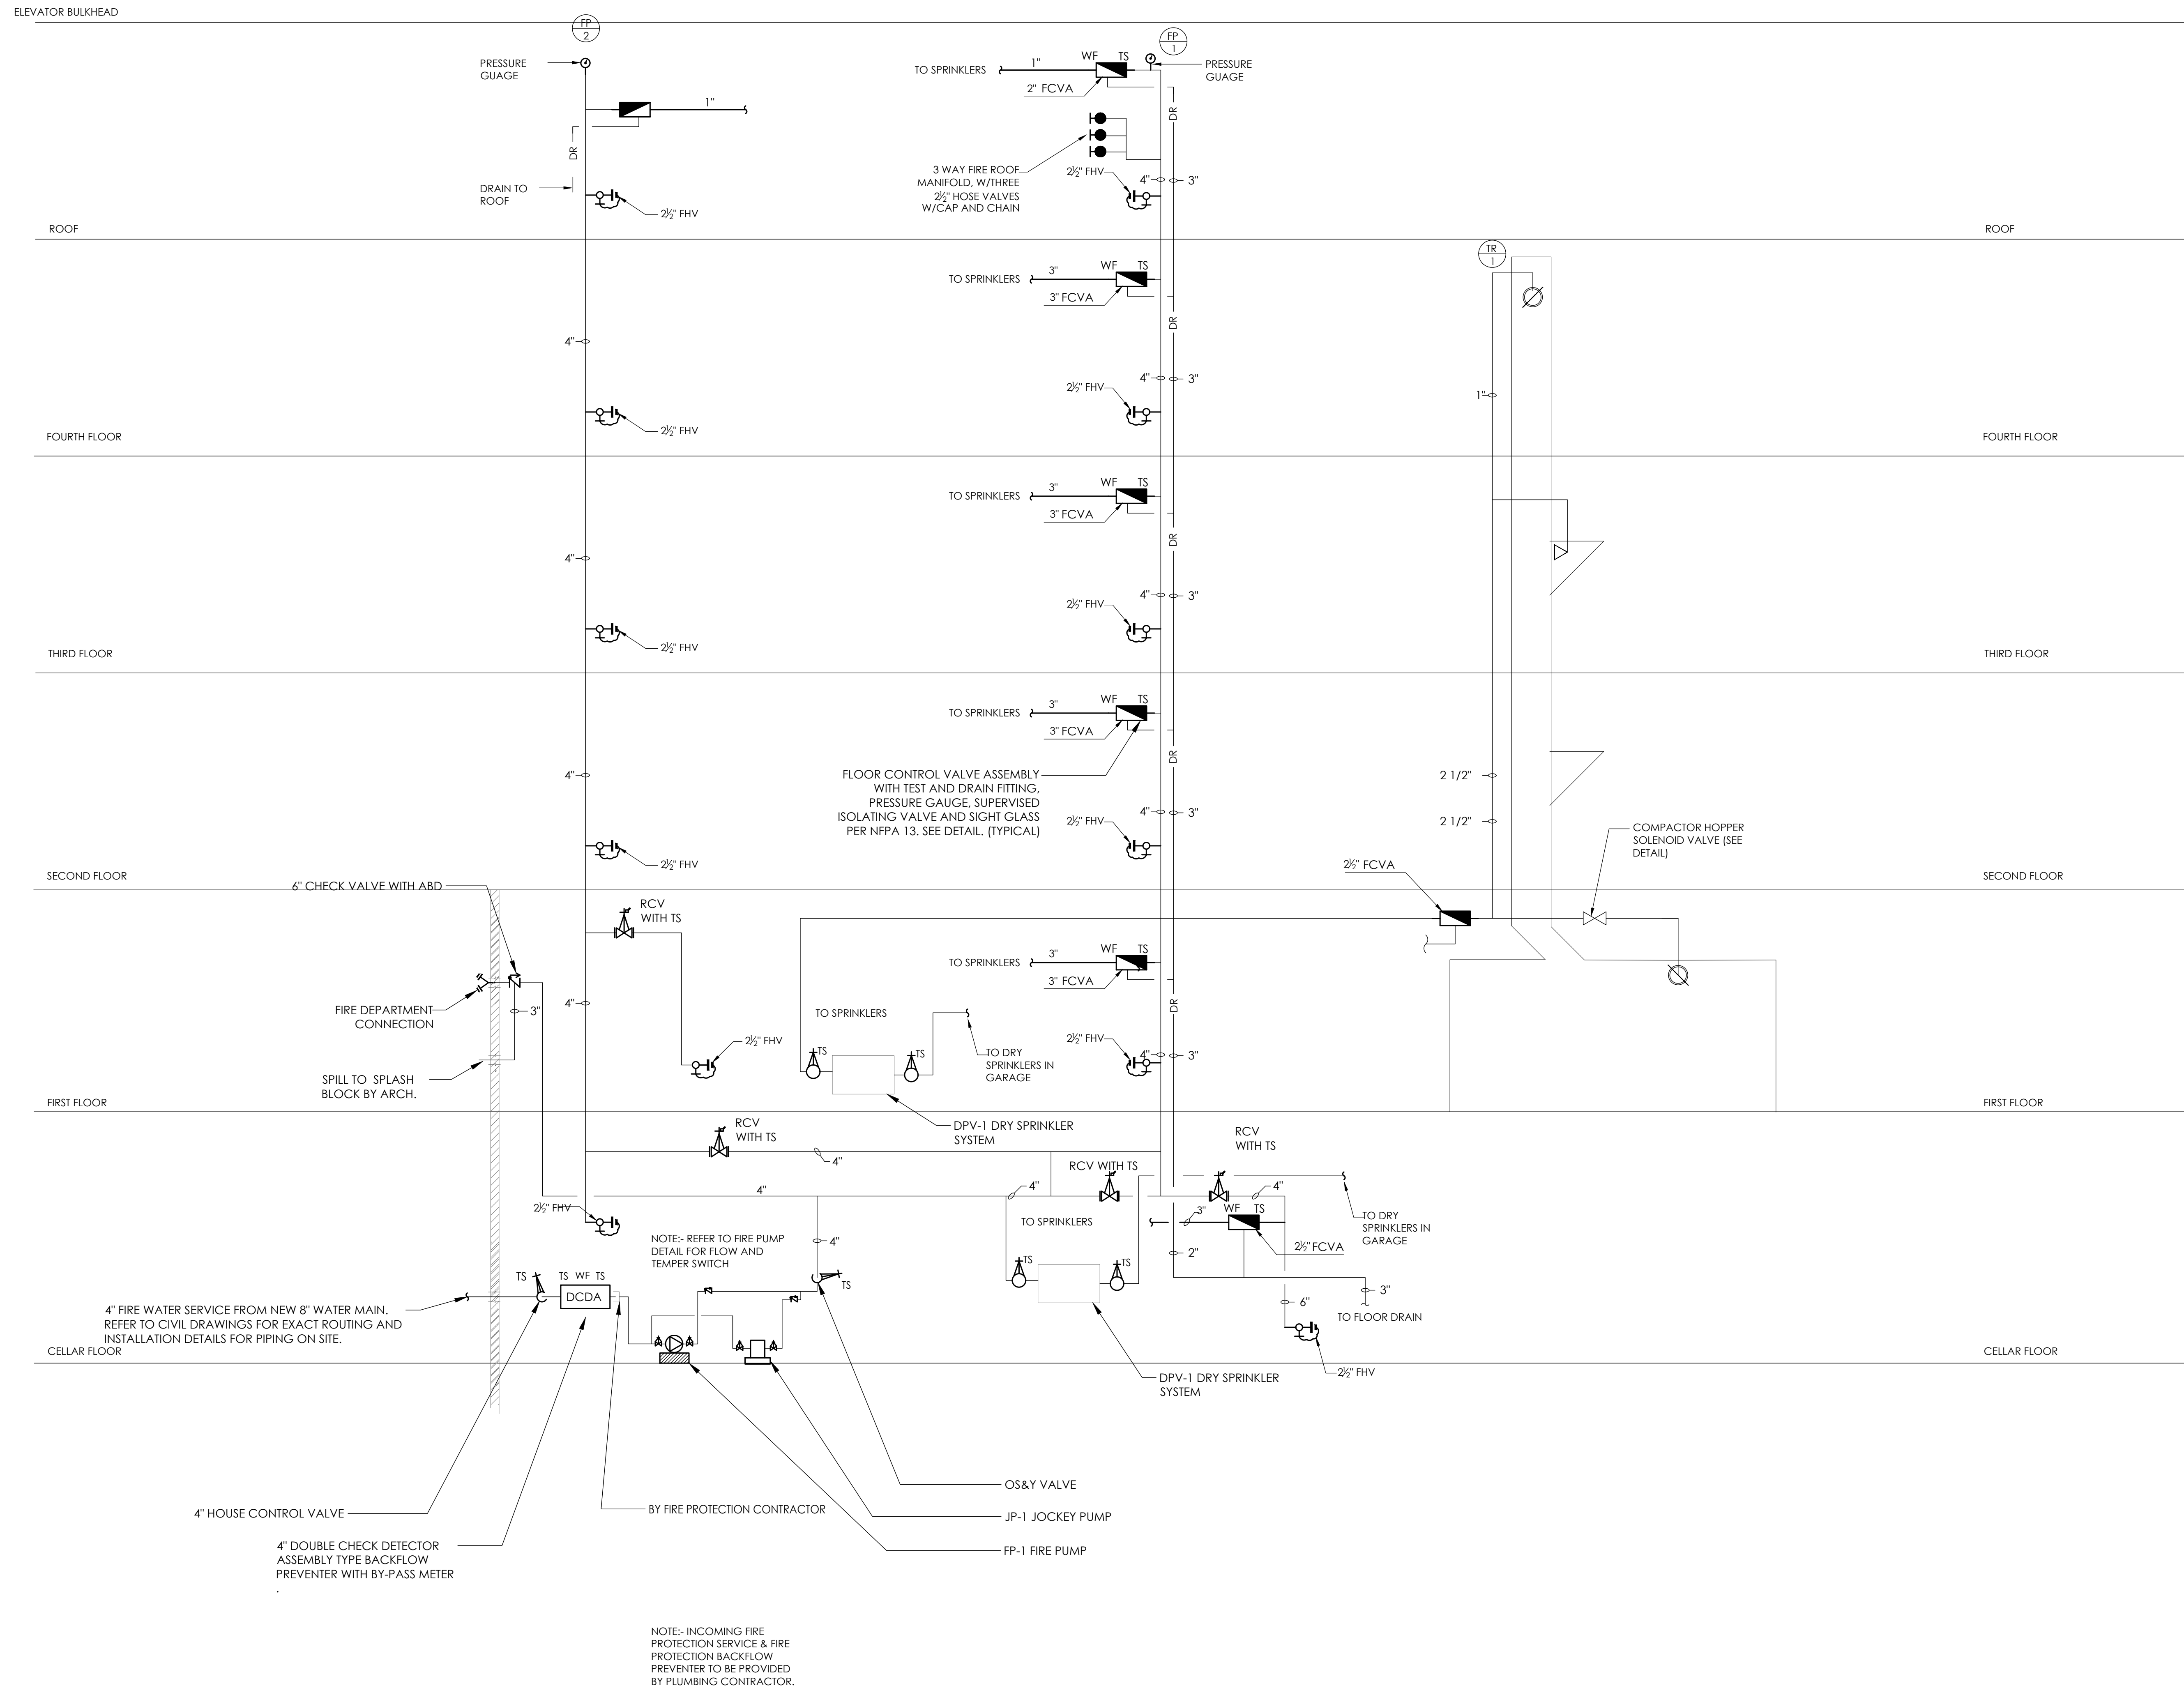 ELEVATOR BULKHEAD
FP
2
FP
1
PRESSURE
GUAGE
1"
TO SPRINKLERS
1"
WF TS
2" FCVA
PRESSURE
GUAGE
DR
DR
3 WAY FIRE ROOF
MANIFOLD, W/THREE
2½" HOSE VALVES
W/CAP AND CHAIN
2½" FHV
4"
3"
DRAIN TO
ROOF
2½" FHV
ROOF
ROOF
TR
1
TO SPRINKLERS
3"
WF TS
3" FCVA
DR
4"
2½" FHV
4"
3"
1"
2½" FHV
FOURTH FLOOR
FOURTH FLOOR
TO SPRINKLERS
3"
WF TS
3" FCVA
DR
4"
2½" FHV
4"
3"
2½" FHV
THIRD FLOOR
THIRD FLOOR
TO SPRINKLERS
3"
WF TS
3" FCVA
DR
4"
FLOOR CONTROL VALVE ASSEMBLY
WITH TEST AND DRAIN FITTING,
PRESSURE GAUGE, SUPERVISED
ISOLATING VALVE AND SIGHT GLASS
PER NFPA 13. SEE DETAIL. (TYPICAL)
2½" FHV
4"
3"
2 1/2"
2 1/2"
COMPACTOR HOPPER
SOLENOID VALVE (SEE
DETAIL)
2½" FHV
2½" FCVA
SECOND FLOOR
SECOND FLOOR
6" CHECK VALVE WITH ABD
RCV
WITH TS
TO SPRINKLERS
3"
WF TS
3" FCVA
DR
4"
FIRE DEPARTMENT
CONNECTION
3"
TO SPRINKLERS
2½" FHV
TS
TS
TO DRY
SPRINKLERS IN
GARAGE
2½" FHV
4"
3"
SPILL TO SPLASH
BLOCK BY ARCH.
FIRST FLOOR
FIRST FLOOR
DPV-1 DRY SPRINKLER
SYSTEM
RCV
WITH TS
4"
RCV
WITH TS
RCV WITH TS
4"
4"
4"
2½" FHV
TO SPRINKLERS
3"
WF TS
2½" FCVA
TO DRY
SPRINKLERS IN
GARAGE
NOTE:- REFER TO FIRE PUMP
DETAIL FOR FLOW AND
TEMPER SWITCH
4"
TS
TS
TS
2"
3"
TO FLOOR DRAIN
6"
TS
TS WF TS
DCDA
4" FIRE WATER SERVICE FROM NEW 8" WATER MAIN.
REFER TO CIVIL DRAWINGS FOR EXACT ROUTING AND
INSTALLATION DETAILS FOR PIPING ON SITE.
CELLAR FLOOR
CELLAR FLOOR
2½" FHV
DPV-1 DRY SPRINKLER
SYSTEM
OS&Y VALVE
4" HOUSE CONTROL VALVE
BY FIRE PROTECTION CONTRACTOR
JP-1 JOCKEY PUMP
FP-1 FIRE PUMP
4" DOUBLE CHECK DETECTOR
ASSEMBLY TYPE BACKFLOW
PREVENTER WITH BY-PASS METER
.
NOTE:- INCOMING FIRE
PROTECTION SERVICE & FIRE
PROTECTION BACKFLOW
PREVENTER TO BE PROVIDED
BY PLUMBING CONTRACTOR.